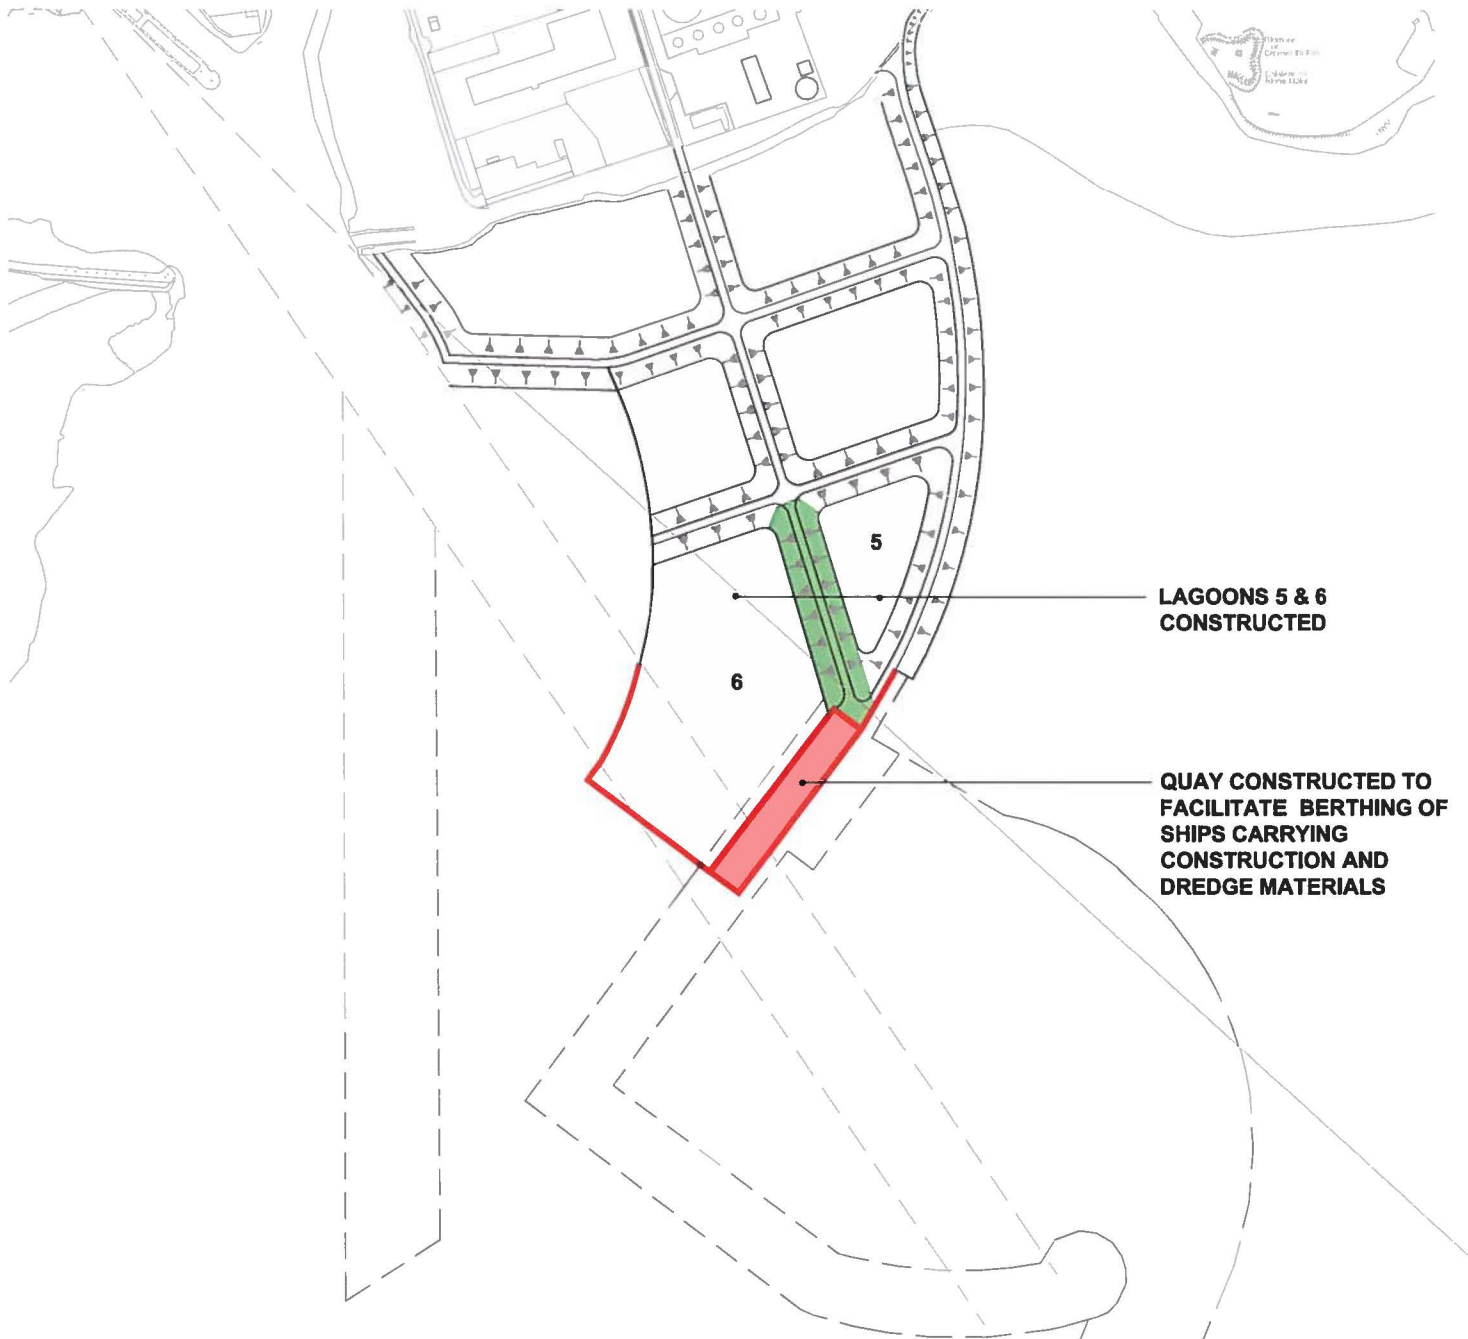 5
LAGOONS 5 & 6
CONSTRUCTED
6
QUAY CONSTRUCTED TO
FACILITATE BERTHING OF
SHIPS CARRYING
CONSTRUCTION AND
DREDGE MATERIALS